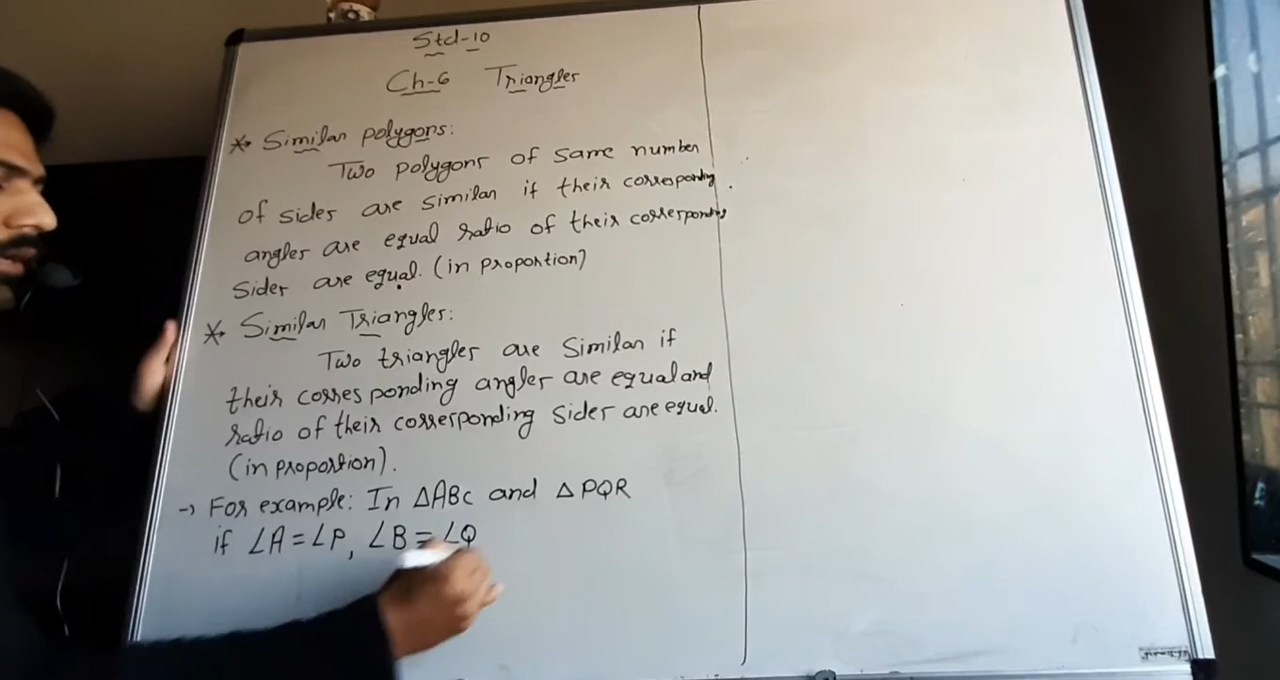 Std-10
Ch-6 Triangles
* Similar polygons:
Two polygons of same number
of sides are similar if their corresponding
angles are equal ratio of their corresponding
sides are equal. (in proportion)
* Similar Triangles:
Two triangles are similar if
their corresponding angles are equal and
ratio of their corresponding sides are equal.
(in proportion).
→ For example: In △ABC and △PQR
if ∠A=∠P, ∠B=∠Q